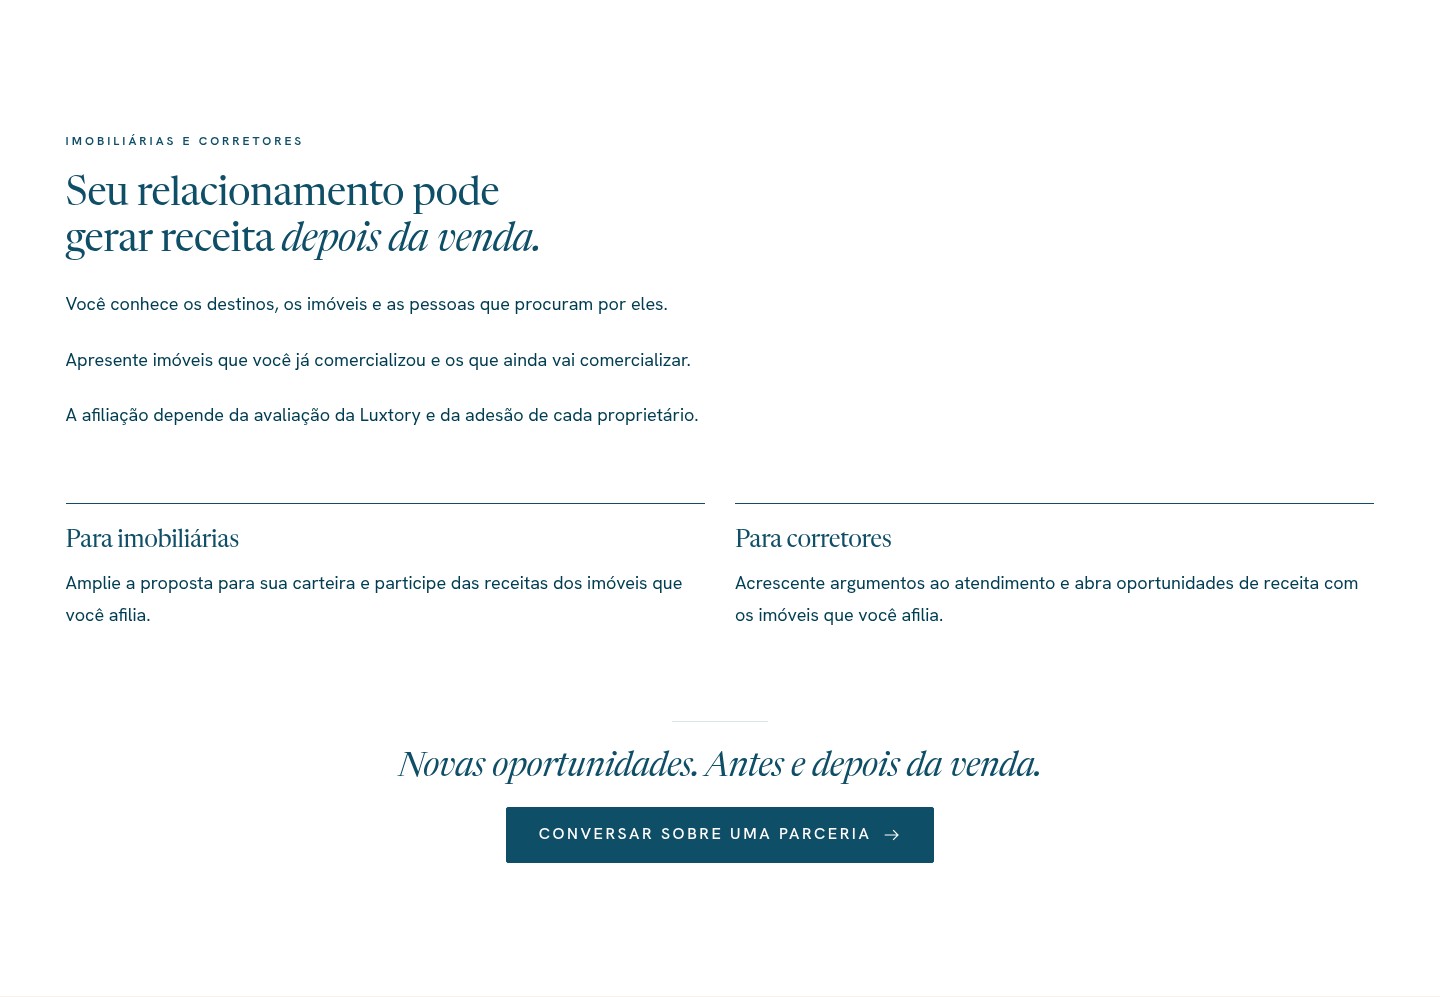 IMOBILIÁRIAS E CORRETORES
Seu relacionamento pode
gerar receita depois da venda.
Você conhece os destinos, os imóveis e as pessoas que procuram por eles.
Apresente imóveis que você já comercializou e os que ainda vai comercializar.
A afiliação depende da avaliação da Luxtory e da adesão de cada proprietário.
Para imobiliárias
Amplie a proposta para sua carteira e participe das receitas dos imóveis que
você afilia.
Para corretores
Acrescente argumentos ao atendimento e abra oportunidades de receita com
os imóveis que você afilia.
Novas oportunidades. Antes e depois da venda.
CONVERSAR SOBRE UMA PARCERIA →